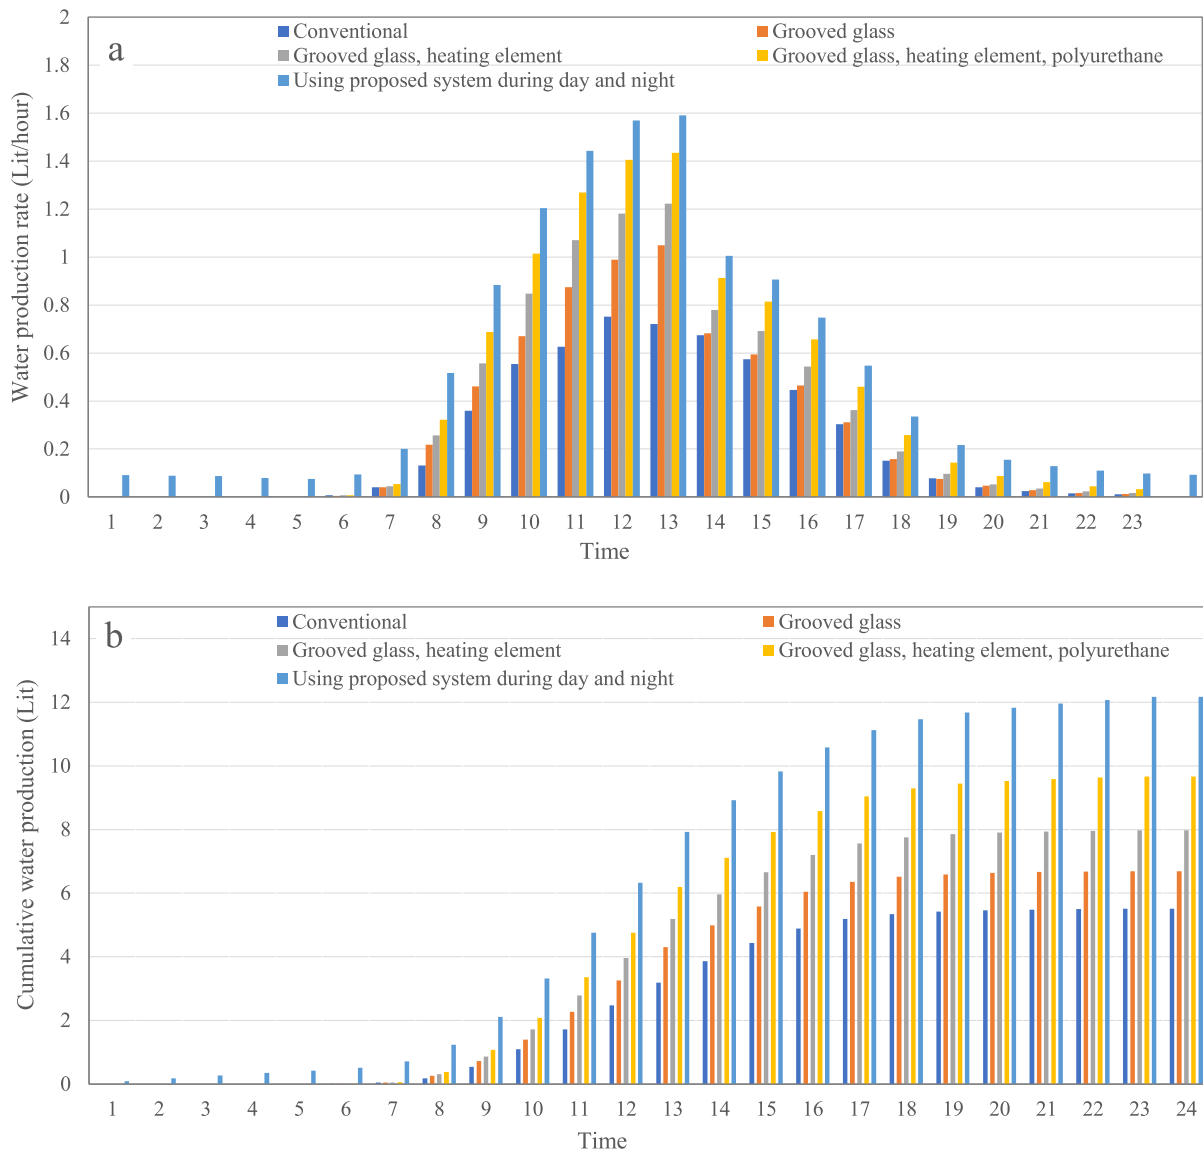 a
Conventional
Grooved glass
Grooved glass, heating element
Grooved glass, heating element, polyurethane
Using proposed system during day and night
Water production rate (Lit/hour)
2
1.8
1.6
1.4
1.2
1
0.8
0.6
0.4
0.2
0
1 2 3 4 5 6 7 8 9 10 11 12 13 14 15 16 17 18 19 20 21 22 23
Time
b
Conventional
Grooved glass
Grooved glass, heating element
Grooved glass, heating element, polyurethane
Using proposed system during day and night
Cumulative water production (Lit)
14
12
10
8
6
4
2
0
1 2 3 4 5 6 7 8 9 10 11 12 13 14 15 16 17 18 19 20 21 22 23 24
Time